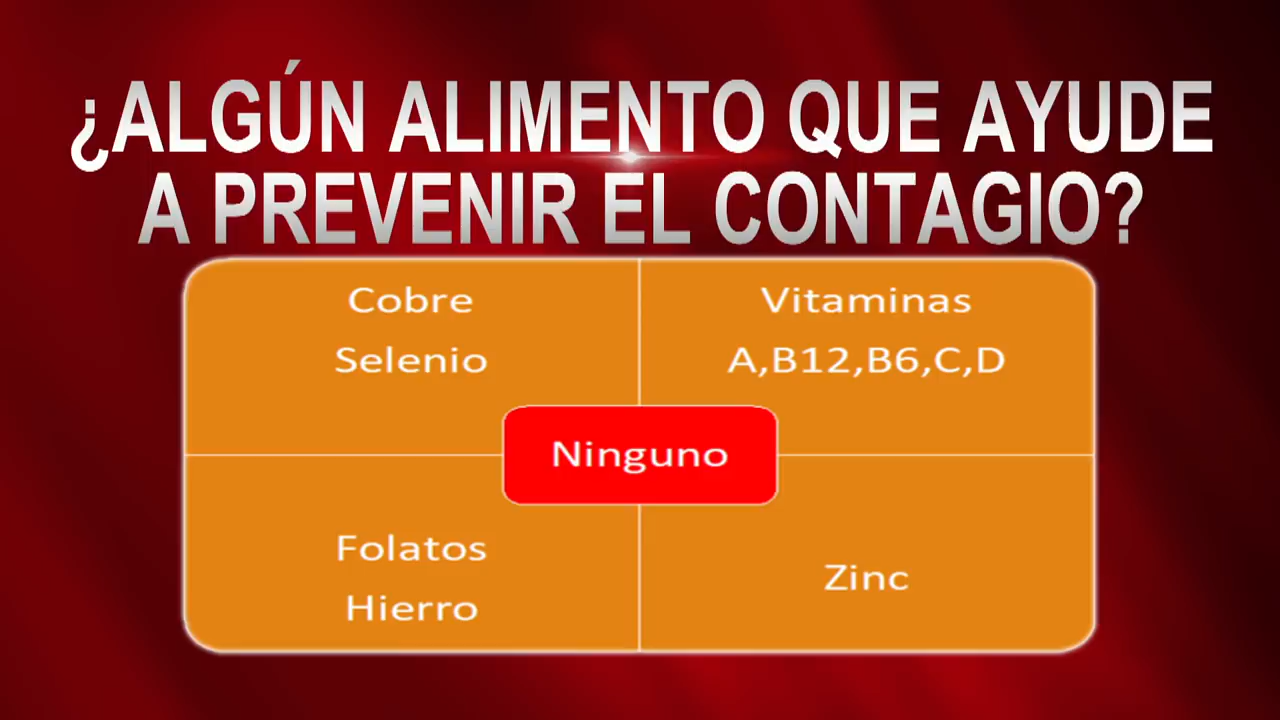 ¿ALGÚN ALIMENTO QUE AYUDE
A PREVENIR EL CONTAGIO?
Cobre
Selenio
Vitaminas
A,B12,B6,C,D
Ninguno
Folatos
Hierro
Zinc